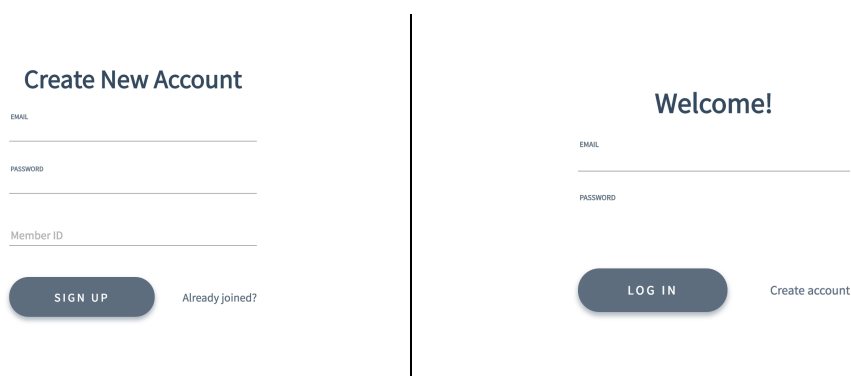 Create New Account
EMAIL
PASSWORD
Member ID
SIGN UP
Already joined?
Welcome!
EMAIL
PASSWORD
LOG IN
Create account